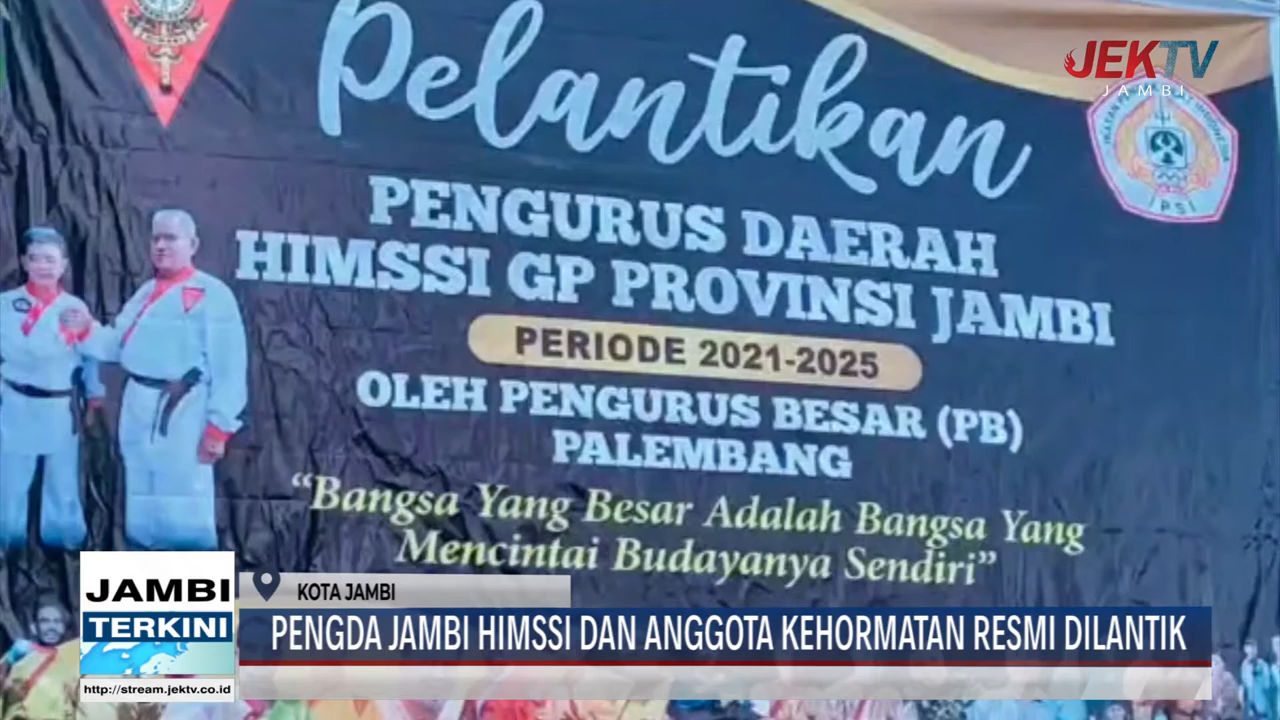 JEKTV
JAMBI
Pelantikan
IPSI
PENGURUS DAERAH
HIMSSI GP PROVINSI JAMBI
PERIODE 2021-2025
OLEH PENGURUS BESAR (PB)
PALEMBANG
“Bangsa Yang Besar Adalah Bangsa Yang
Mencintai Budayanya Sendiri”
JAMBI
TERKINI
http://stream.jektv.co.id
KOTA JAMBI
PENGDA JAMBI HIMSSI DAN ANGGOTA KEHORMATAN RESMI DILANTIK